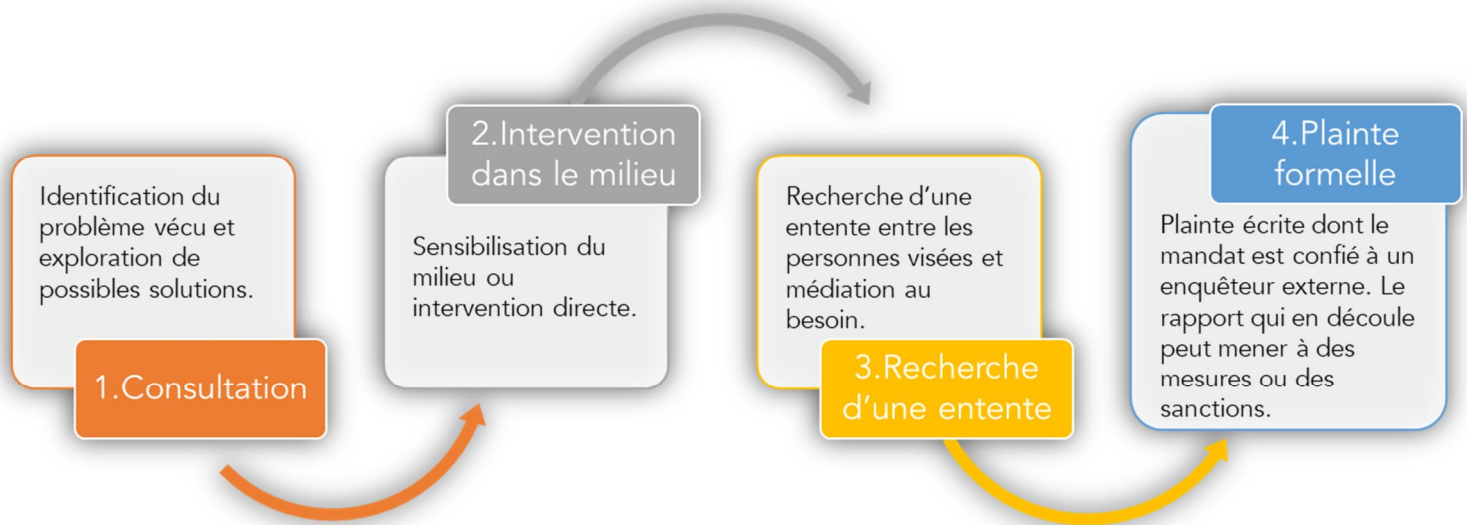 Identification du
problème vécu et
exploration de
possibles solutions.
1.Consultation
2.Intervention
dans le milieu
Sensibilisation du
milieu ou
intervention directe.
Recherche d’une
entente entre les
personnes visées et
médiation au
besoin.
3.Recherche
d’une entente
4.Plainte
formelle
Plainte écrite dont le
mandat est confié à un
enquêteur externe. Le
rapport qui en découle
peut mener à des
mesures ou des
sanctions.